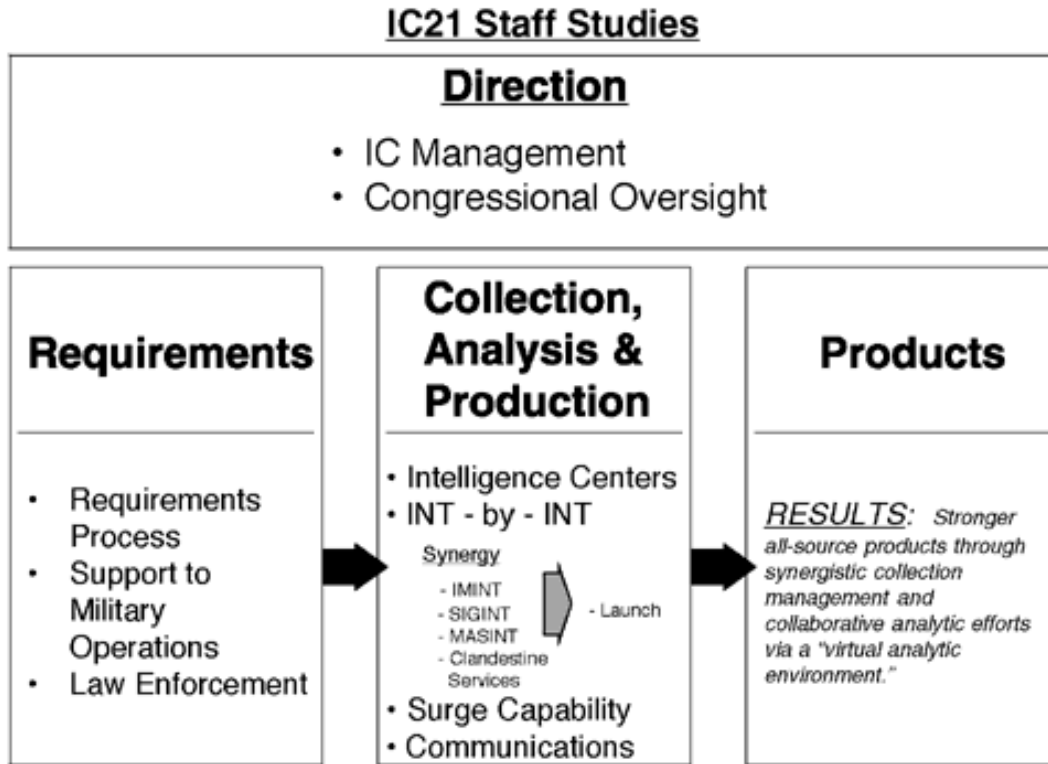 IC21 Staff Studies
Direction
• IC Management
• Congressional Oversight
Requirements
• Requirements
Process
• Support to
Military
Operations
• Law Enforcement
Collection,
Analysis &
Production
• Intelligence Centers
• INT - by - INT
Synergy
- IMINT
- SIGINT
- MASINT
- Clandestine
Services
- Launch
• Surge Capability
• Communications
Products
RESULTS: Stronger
all-source products through
synergistic collection
management and
collaborative analytic efforts
via a “virtual analytic
environment.”